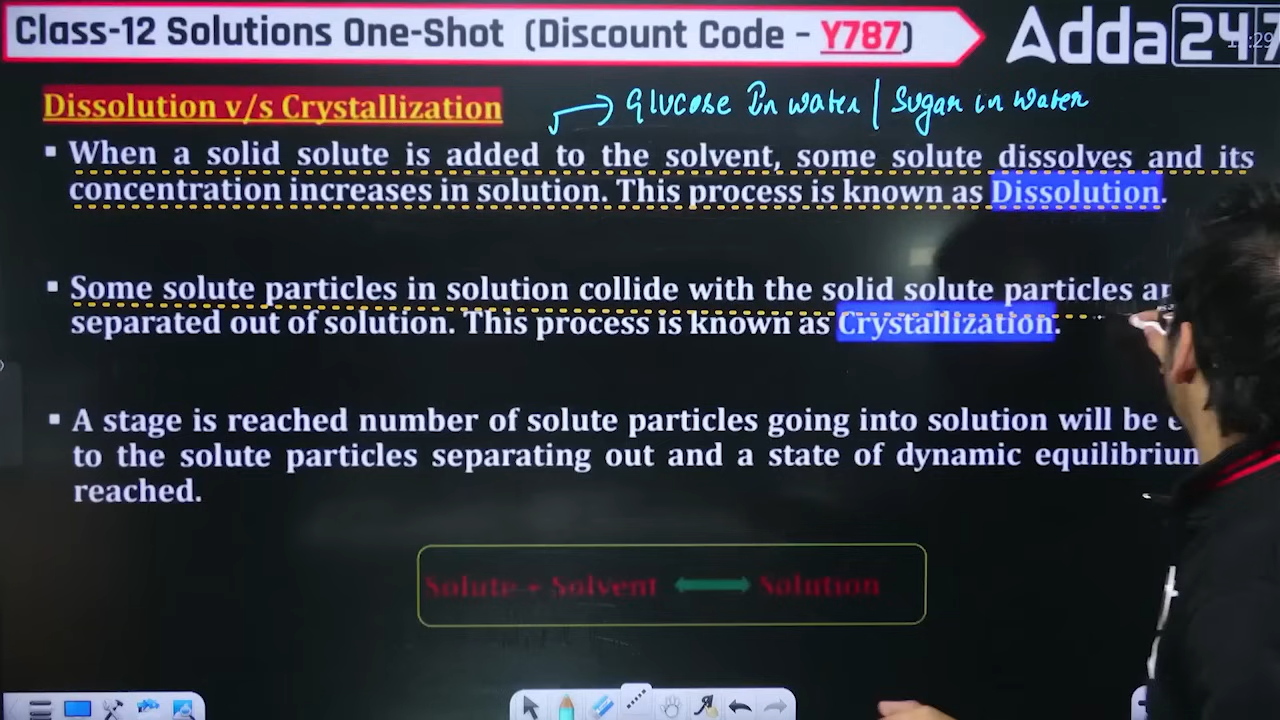 Class-12 Solutions One-Shot (Discount Code - Y787)
Adda 247
Dissolution v/s Crystallization
Glucose In water | Sugar in water
▪ When a solid solute is added to the solvent, some solute dissolves and its
concentration increases in solution. This process is known as Dissolution.
▪ Some solute particles in solution collide with the solid solute particles
separated out of solution. This process is known as Crystallization.
▪ A stage is reached number of solute particles going into solution will be
to the solute particles separating out and a state of dynamic
reached.
Solute + Solvent ⟷ Solution